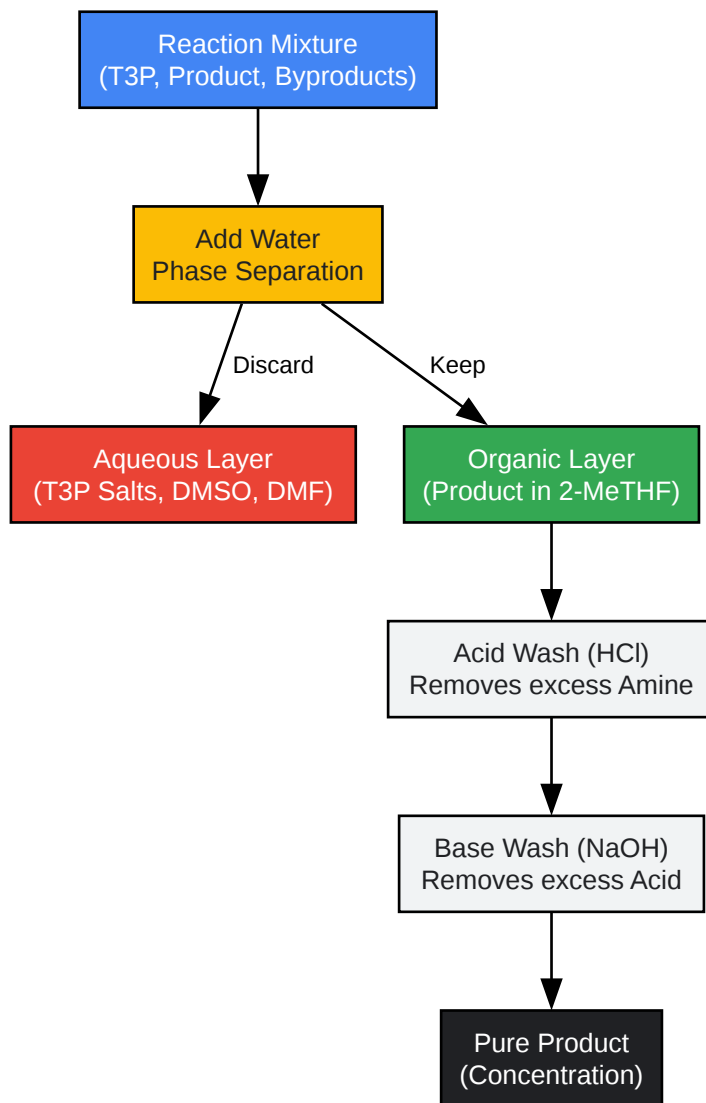 Reaction Mixture
(T3P, Product, Byproducts)
Add Water
Phase Separation
Discard
Keep
Aqueous Layer
(T3P Salts, DMSO, DMF)
Organic Layer
(Product in 2-MeTHF)
Acid Wash (HCl)
Removes excess Amine
Base Wash (NaOH)
Removes excess Acid
Pure Product
(Concentration)